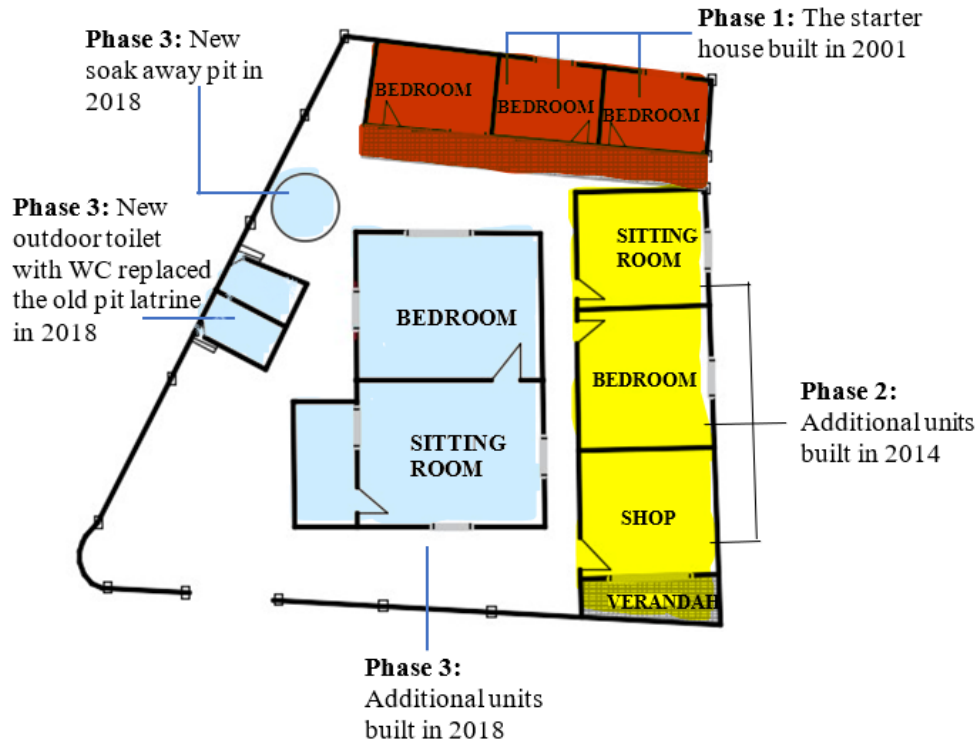 Phase 1: The starter
house built in 2001
Phase 3: New
soak away pit in
2018
BEDROOM
BEDROOM
BEDROOM
Phase 3: New
outdoor toilet
with WC replaced
the old pit latrine
in 2018
SITTING
ROOM
BEDROOM
BEDROOM
Phase 2:
Additional units
built in 2014
SITTING
ROOM
SHOP
VERANDAH
Phase 3:
Additional units
built in 2018